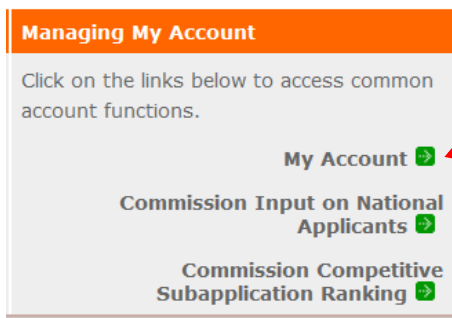 Managing My Account
Click on the links below to access common
account functions.
My Account
Commission Input on National
Applicants
Commission Competitive
Subapplication Ranking